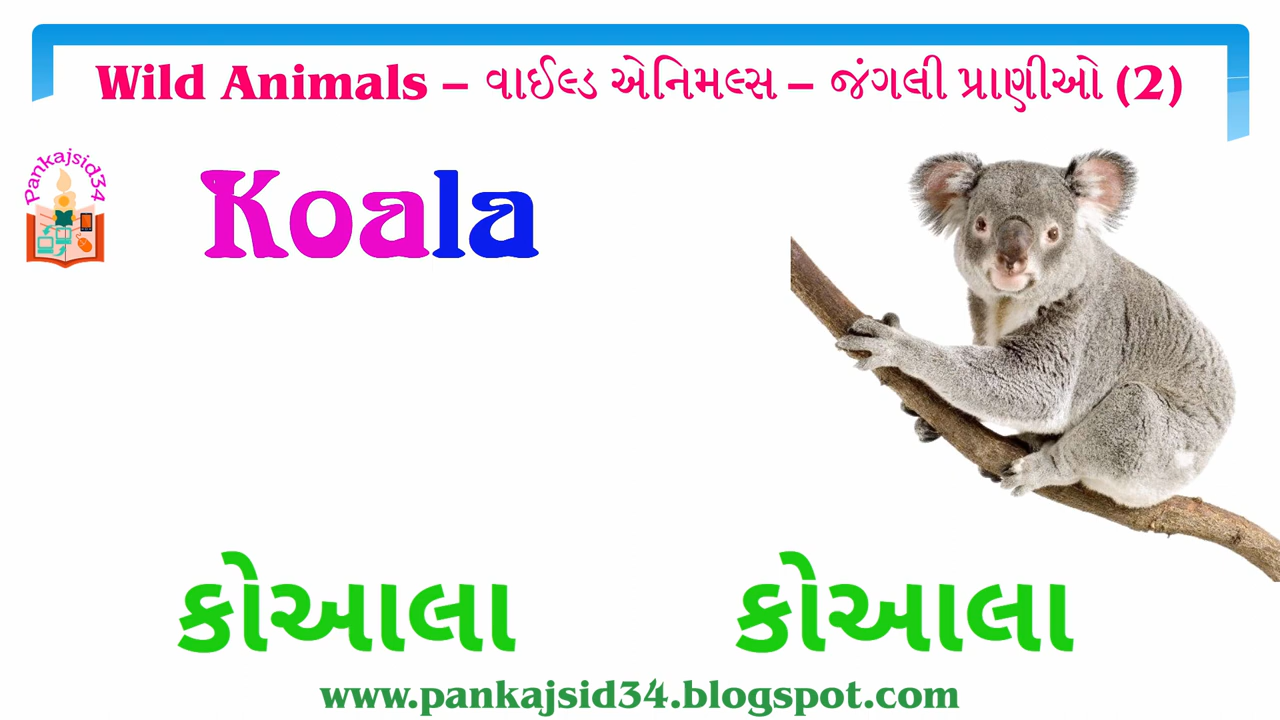 Wild Animals – વાઈલ્ડ એનિમલ્સ – જંગલી પ્રાણીઓ (2)
Pankajsid34
Koala
કોઆલા કોઆલા
www.pankajsid34.blogspot.com